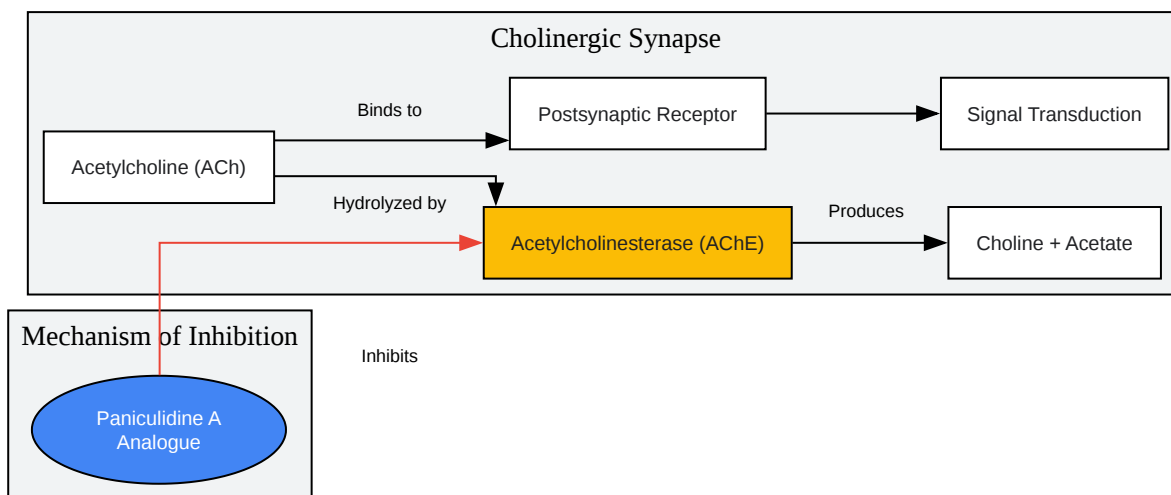 Cholinergic Synapse
Binds to
Postsynaptic Receptor
Signal Transduction
Acetylcholine (ACh)
Hydrolyzed by
Acetylcholinesterase (AChE)
Produces
Choline + Acetate
Mechanism of Inhibition
Inhibits
Paniculidine A
Analogue